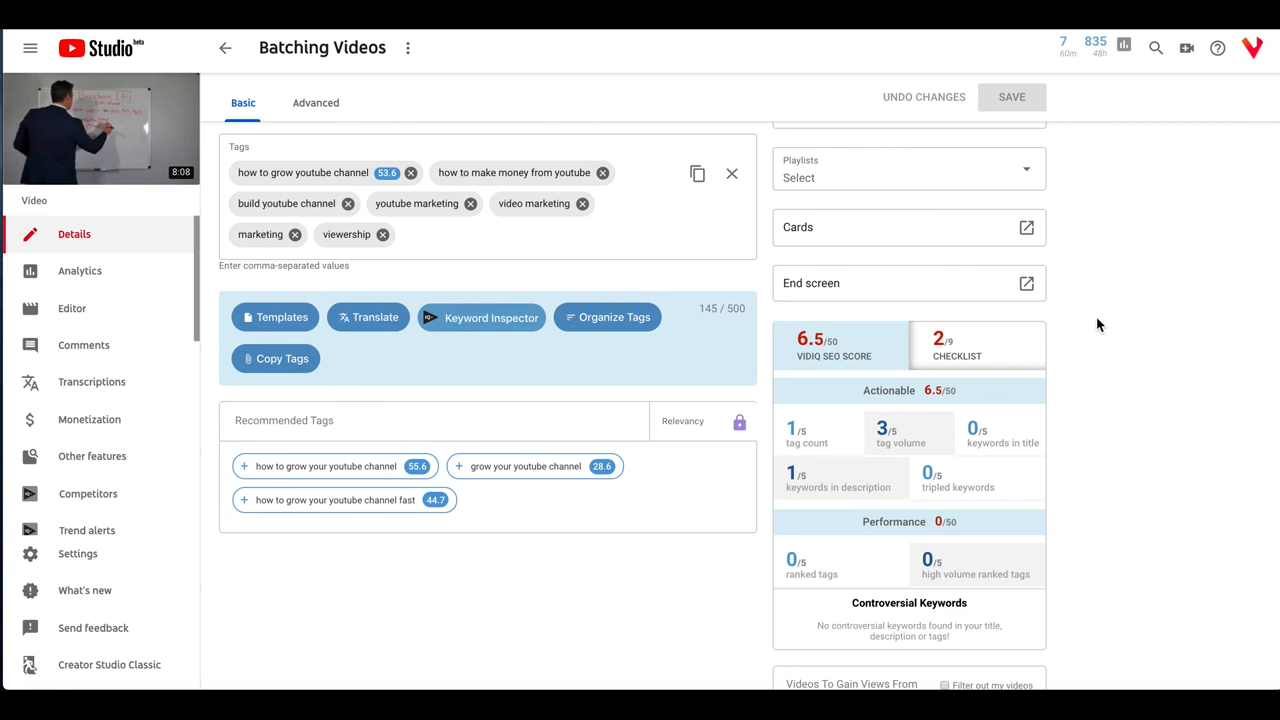 Studio beta
Batching Videos
7
60m
835
48h
8:08
Video
Details
Analytics
Editor
Comments
Transcriptions
$ Monetization
Other features
Competitors
Trend alerts
Settings
What's new
Send feedback
Creator Studio Classic
Basic
Advanced
UNDO CHANGES
SAVE
Tags
how to grow youtube channel 53.6
how to make money from youtube
build youtube channel
youtube marketing
video marketing
marketing
viewership
Enter comma-separated values
Templates
Translate
Keyword Inspector
Organize Tags
145 / 500
Copy Tags
Recommended Tags
Relevancy
+ how to grow your youtube channel 55.6
+ grow your youtube channel 28.6
+ how to grow your youtube channel fast 44.7
Playlists
Select
Cards
End screen
6.5/50
VIDIQ SEO SCORE
2/9
CHECKLIST
Actionable 6.5/50
1/5
tag count
3/5
tag volume
0/5
keywords in title
1/5
keywords in description
0/5
tripled keywords
Performance 0/50
0/5
ranked tags
0/5
high volume ranked tags
Controversial Keywords
No controversial keywords found in your title,
description or tags!
Videos To Gain Views From
Filter out my videos